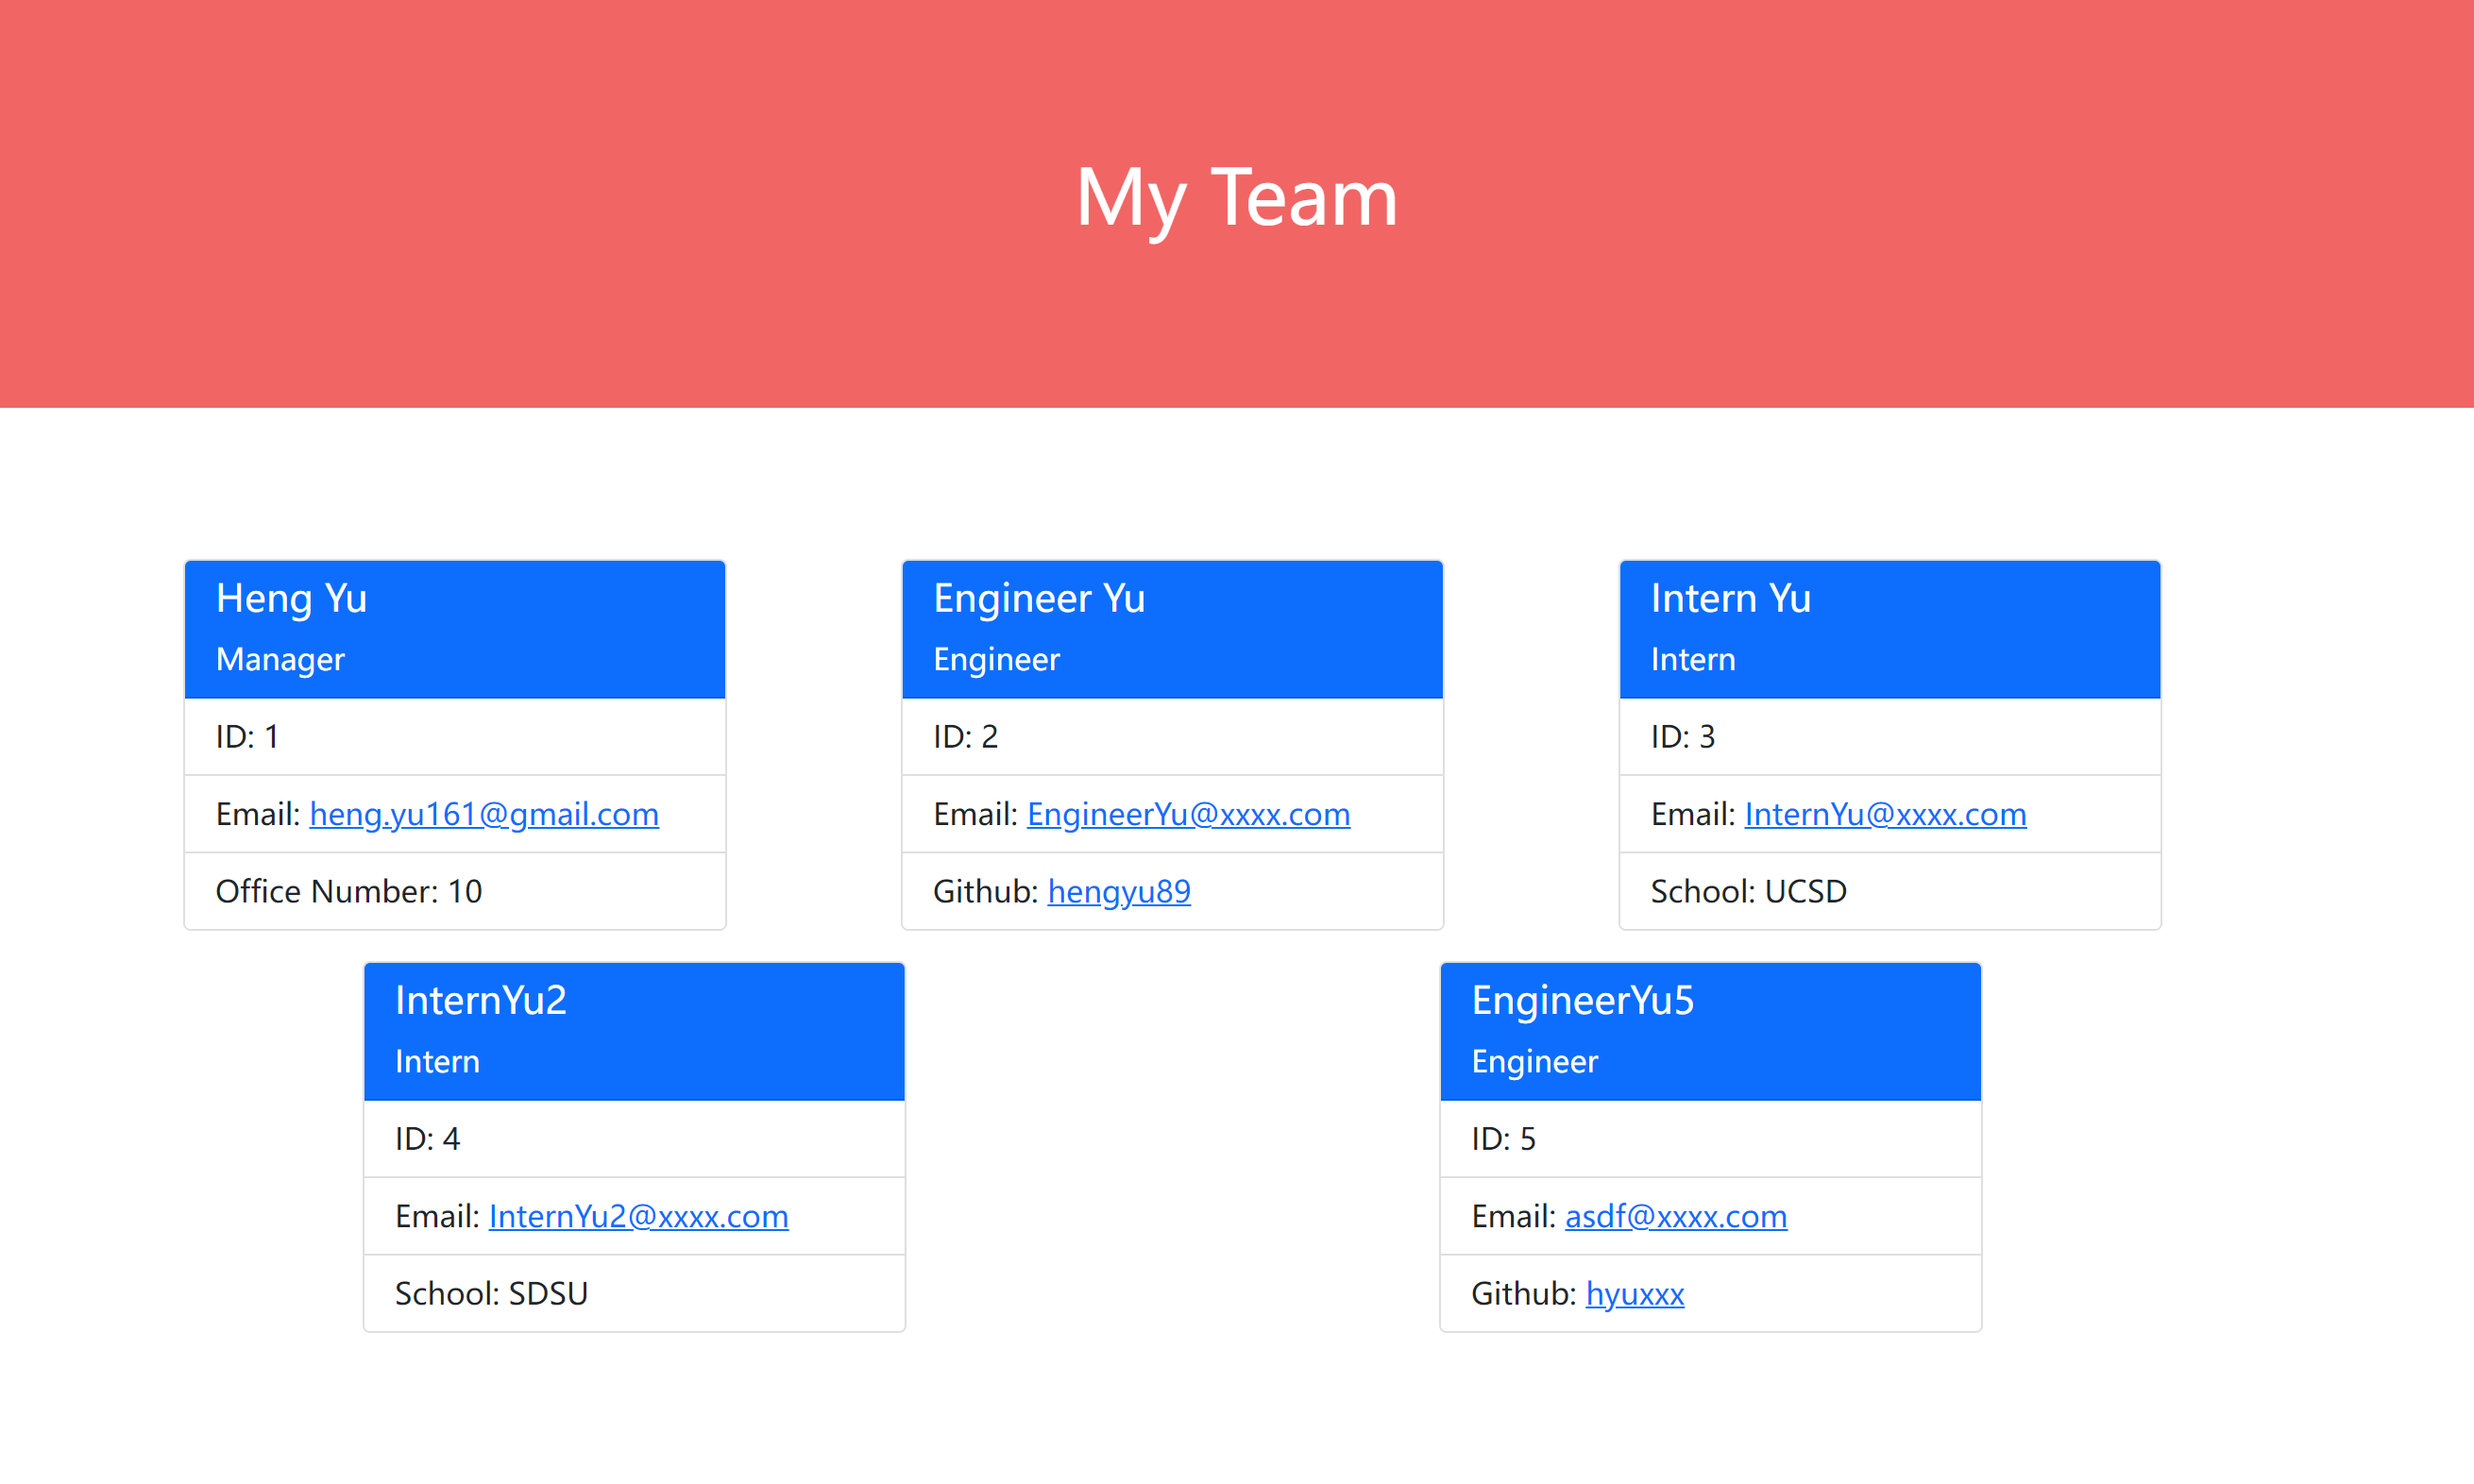 My Team
Heng Yu
Manager
ID: 1
Email: heng.yu161@gmail.com
Office Number: 10
Engineer Yu
Engineer
ID: 2
Email: EngineerYu@xxxx.com
Github: hengyu89
Intern Yu
Intern
ID: 3
Email: InternYu@xxxx.com
School: UCSD
InternYu2
Intern
ID: 4
Email: InternYu2@xxxx.com
School: SDSU
EngineerYu5
Engineer
ID: 5
Email: asdf@xxxx.com
Github: hyuxxx